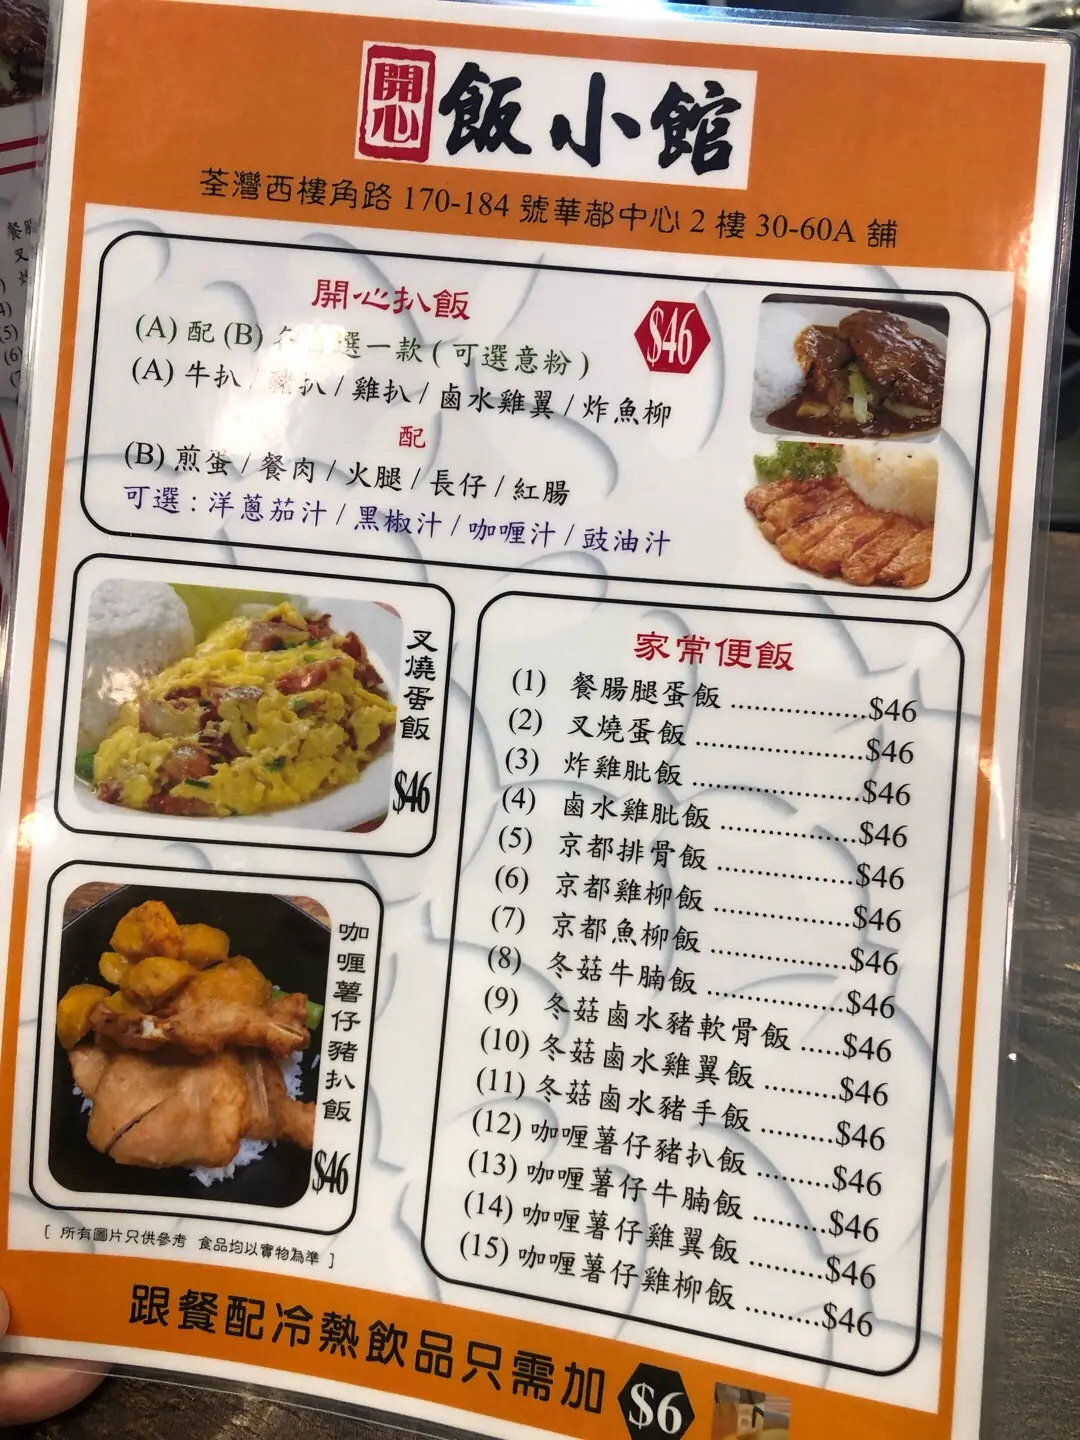 開心 飯小館
荃灣西樓角路 170-184 號華都中心 2 樓 30-60A 舖
開心扒飯
$46
(A) 配 (B) 各自選一款 ( 可選意粉 )
(A) 牛扒 / 豬扒 / 雞扒 / 鹵水雞翼 / 炸魚柳
配
(B) 煎蛋 / 餐肉 / 火腿 / 長仔 / 紅腸
可選 : 洋蔥茄汁 / 黑椒汁 / 咖喱汁 / 豉油汁
叉燒蛋飯
$46
咖喱薯仔豬扒飯
$46
家常便飯
(1) 餐腸腿蛋飯 ..................$46
(2) 叉燒蛋飯 ......................$46
(3) 炸雞肶飯 ......................$46
(4) 鹵水雞肶飯 ..................$46
(5) 京都排骨飯 ..................$46
(6) 京都雞柳飯 ..................$46
(7) 京都魚柳飯 ..................$46
(8) 冬菇牛腩飯 ..................$46
(9) 冬菇鹵水豬軟骨飯 .....$46
(10) 冬菇鹵水雞翼飯 .........$46
(11) 冬菇鹵水豬手飯 .........$46
(12) 咖喱薯仔豬扒飯 .........$46
(13) 咖喱薯仔牛腩飯 .........$46
(14) 咖喱薯仔雞翼飯 .........$46
(15) 咖喱薯仔雞柳飯 .........$46
[ 所有圖片只供參考 食品均以實物為準 ]
跟餐配冷熱飲品只需加 $6